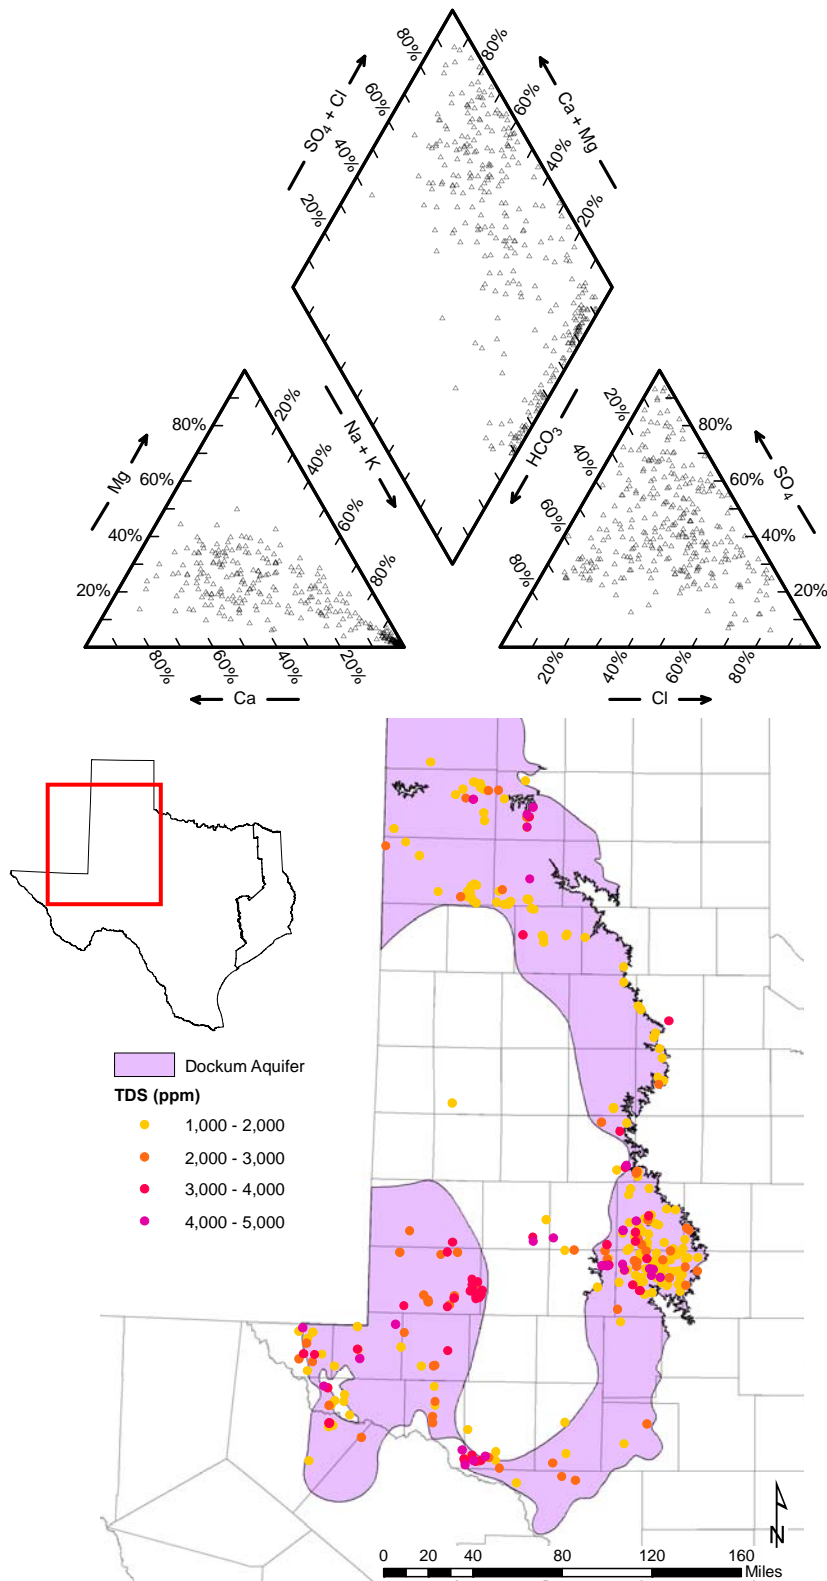 80%
80%
SO4 + Cl
Ca + Mg
60%
60%
40%
40%
20%
20%
Na + K
HCO3
20%
20%
80%
80%
Mg
SO4
40%
40%
60%
60%
60%
60%
40%
40%
80%
80%
20%
20%
80%
60%
40%
20%
20%
40%
60%
80%
Ca
Cl
Dockum Aquifer
TDS (ppm)
1,000 - 2,000
2,000 - 3,000
3,000 - 4,000
4,000 - 5,000
N
0 20 40 80 120 160
Miles